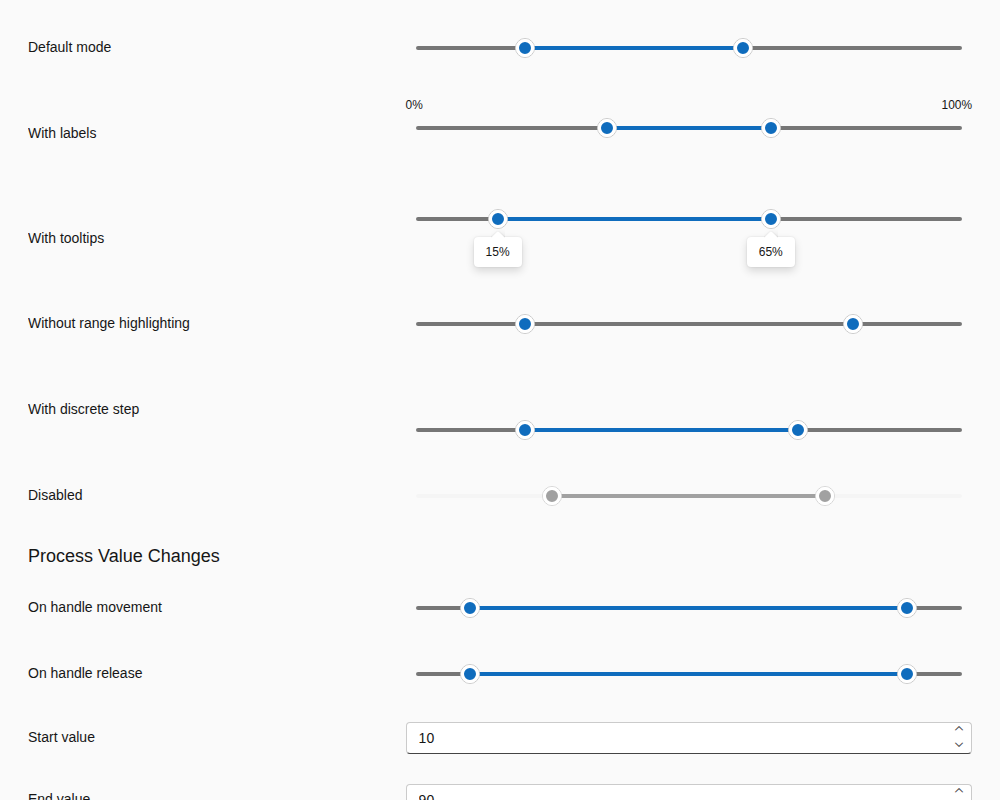 Default mode
0% 100%
With labels
With tooltips
15% 65%
Without range highlighting
With discrete step
Disabled
Process Value Changes
On handle movement
On handle release
Start value 10
End value 90